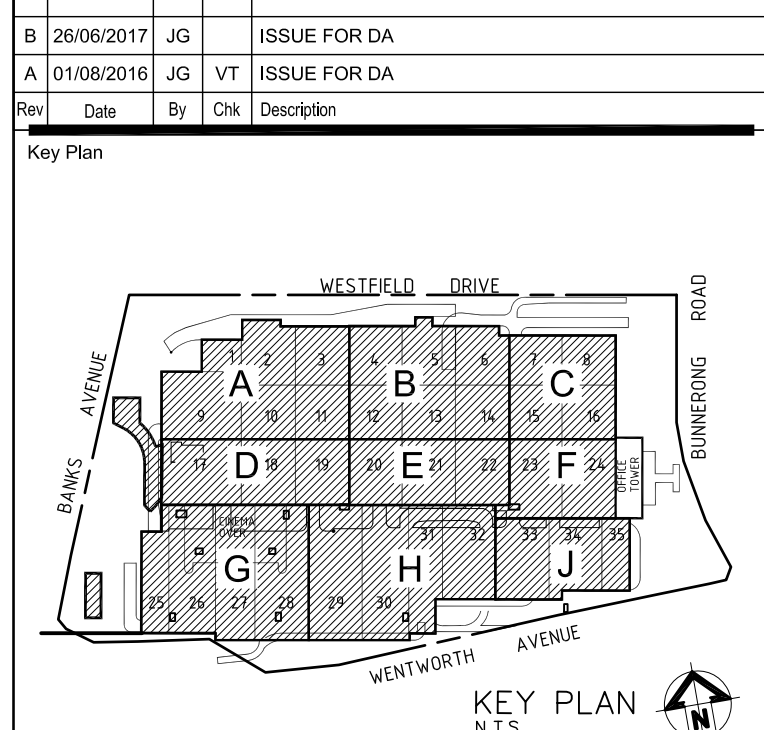 B 26/06/2017 JG ISSUE FOR DA
A 01/08/2016 JG VT ISSUE FOR DA
Rev Date By Chk Description
Key Plan
WESTFIELD DRIVE
BUNNERONG ROAD
BANKS AVENUE
1 2 3 4 5 6 7 8
A B C
9 10 11 12 13 14 15 16
17 D 18 19 20 E 21 22 23 F 24
OFFICE
TOWER
CINEMA
OVER
31 32 33 34 35
G H J
25 26 27 28 29 30
WENTWORTH AVENUE
KEY PLAN
N.T.S
N